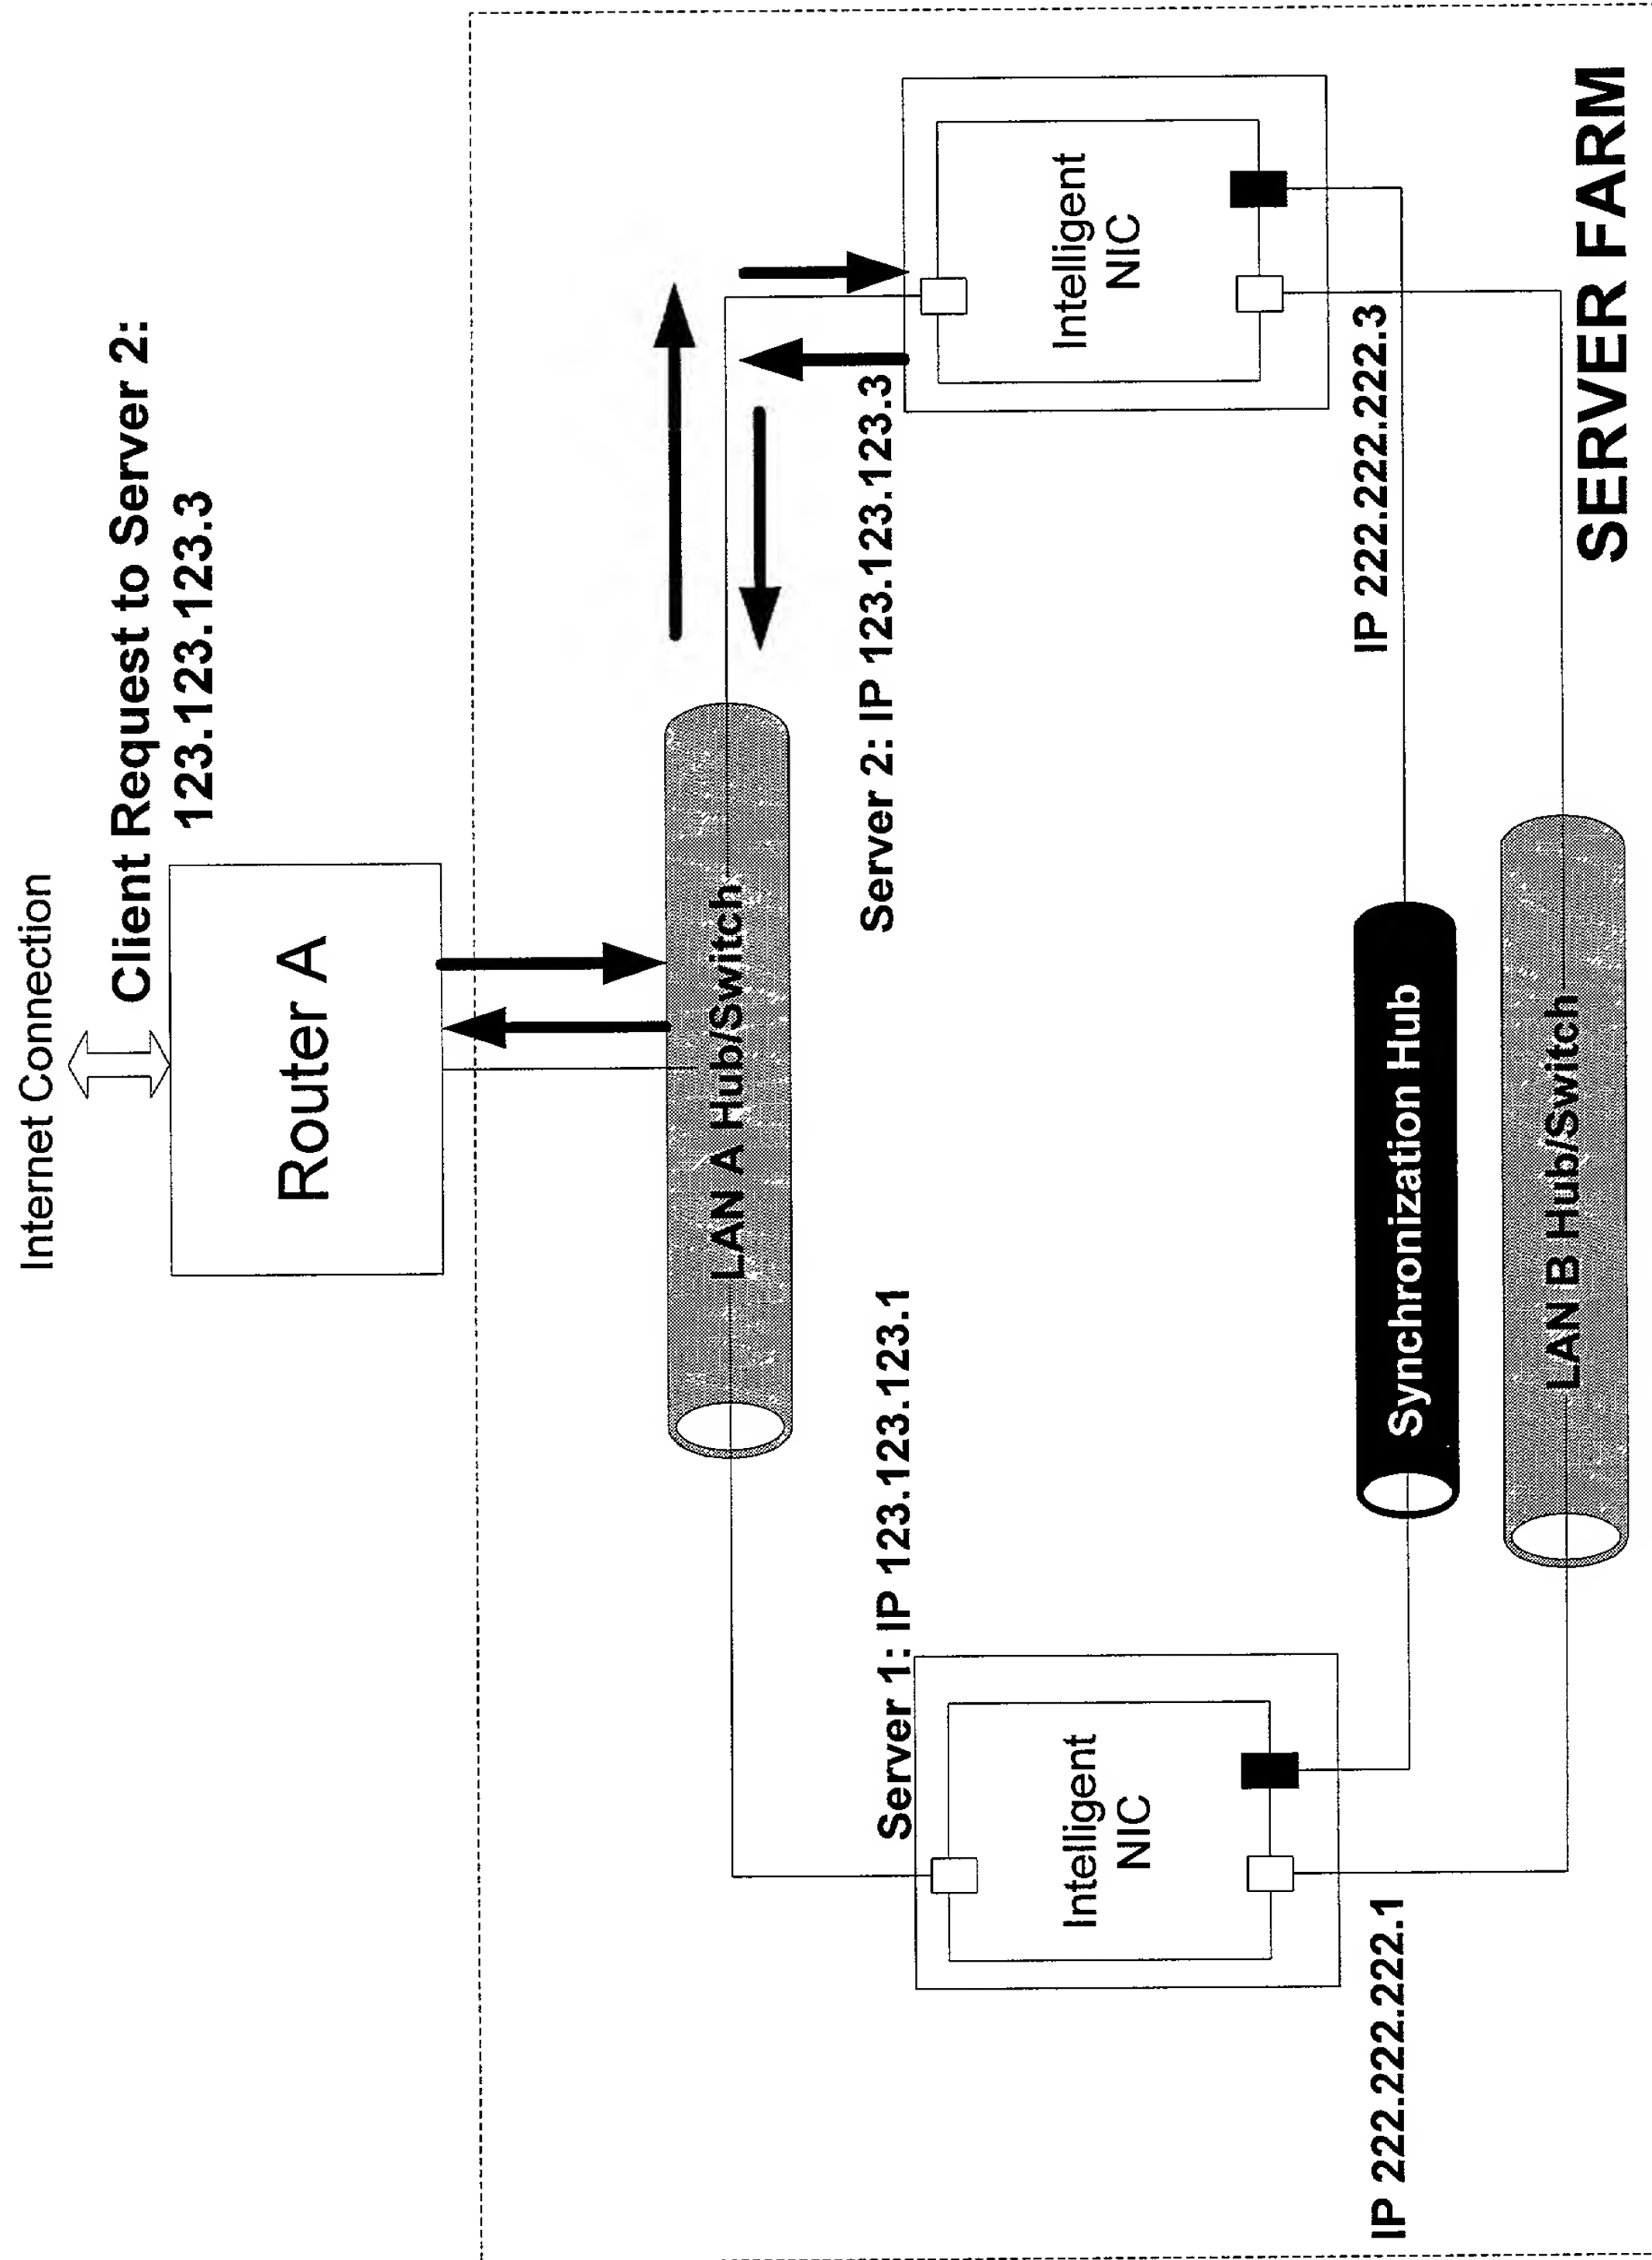 Internet Connection
Client Request to Server 2:
123.123.123.3
Router A
LAN A Hub/Switch
Server 1: IP 123.123.123.1
Server 2: IP 123.123.123.3
Intelligent
NIC
Intelligent
NIC
IP 222.222.222.1
IP 222.222.222.3
Synchronization Hub
LAN B Hub/Switch
SERVER FARM